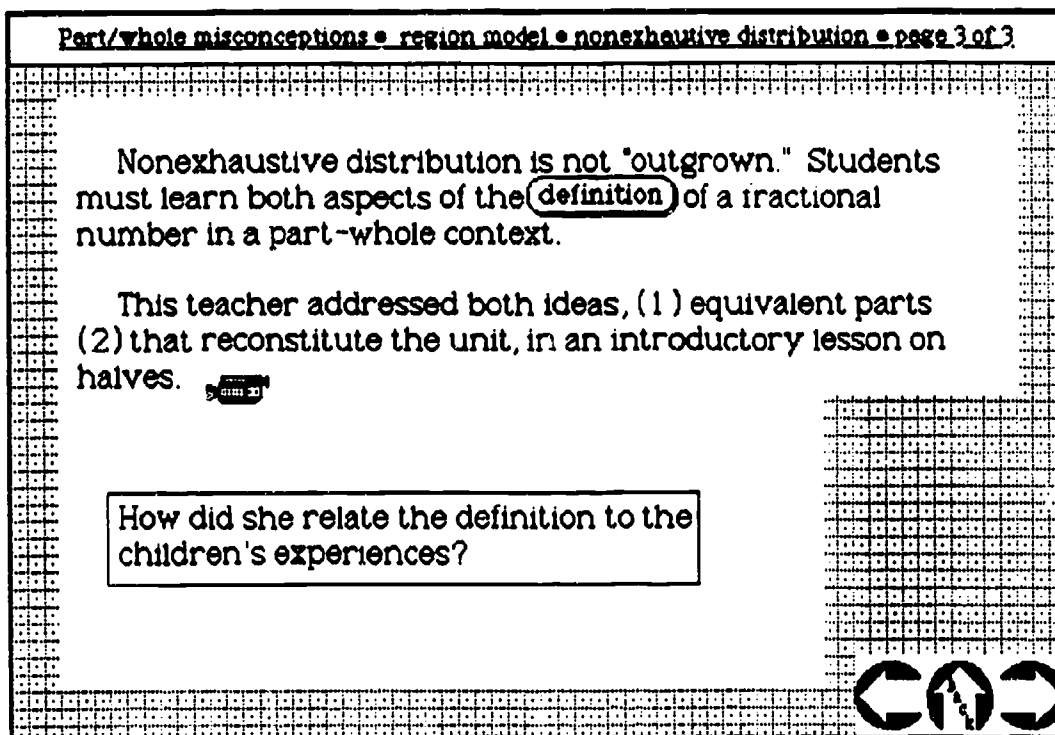 Part/whole misconceptions • region model • nonexhautive distribution • page 3 of 3
Nonexhaustive distribution is not "outgrown." Students
must learn both aspects of the definition of a fractional
number in a part-whole context.
This teacher addressed both ideas, (1) equivalent parts
(2) that reconstitute the unit, in an introductory lesson on
halves.
How did she relate the definition to the
children's experiences?
Back